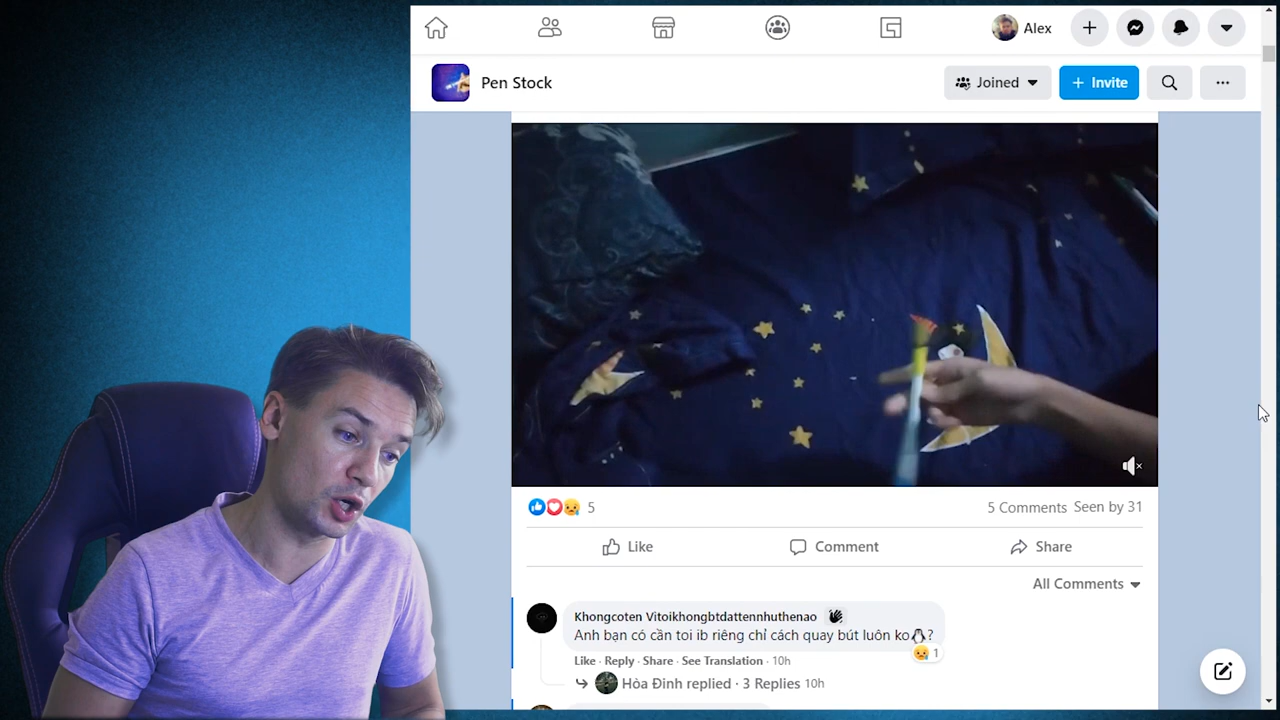 Alex
Pen Stock
Joined
+ Invite
5
5 Comments Seen by 31
Like
Comment
Share
All Comments
Khongcoten Vitoikhongbtdattennhuthenao
Anh bạn có cần toi ib riêng chỉ cách quay bút luôn ko🐧?
1
Like · Reply · Share · See Translation · 10h
Hỏa Đinh replied · 3 Replies 10h